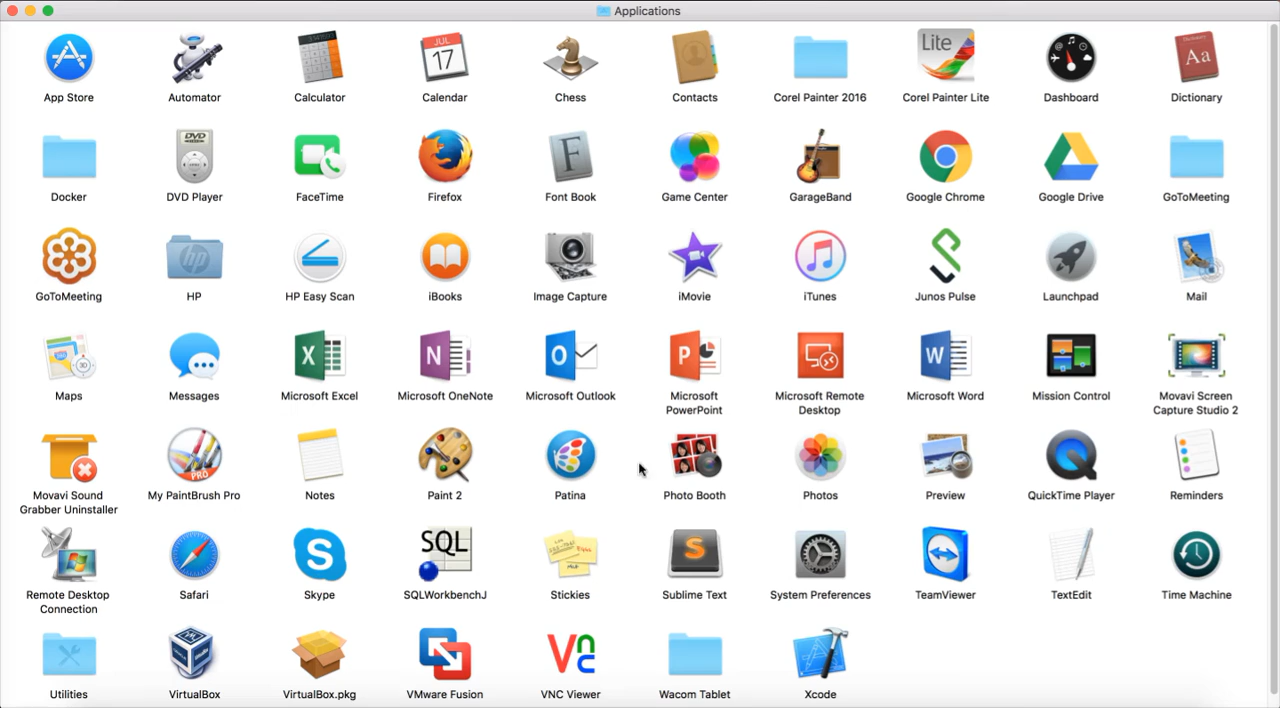 Applications
App Store Automator Calculator Calendar Chess Contacts Corel Painter 2016 Corel Painter Lite Dashboard Dictionary
JUL
17
Lite
Aa
Docker DVD Player FaceTime Firefox Font Book Game Center GarageBand Google Chrome Google Drive GoToMeeting
DVD
F
GoToMeeting HP HP Easy Scan iBooks Image Capture iMovie iTunes Junos Pulse Launchpad Mail
hp
Maps Messages Microsoft Excel Microsoft OneNote Microsoft Outlook Microsoft PowerPoint Microsoft Remote Desktop Microsoft Word Mission Control Movavi Screen Capture Studio 2
3D
X
N
O
P
W
Movavi Sound Grabber Uninstaller My PaintBrush Pro Notes Paint 2 Patina Photo Booth Photos Preview QuickTime Player Reminders
PRO
Remote Desktop Connection Safari Skype SQLWorkbenchJ Stickies Sublime Text System Preferences TeamViewer TextEdit Time Machine
S
SQL
S
Utilities VirtualBox VirtualBox.pkg VMware Fusion VNC Viewer Wacom Tablet Xcode
Vnc